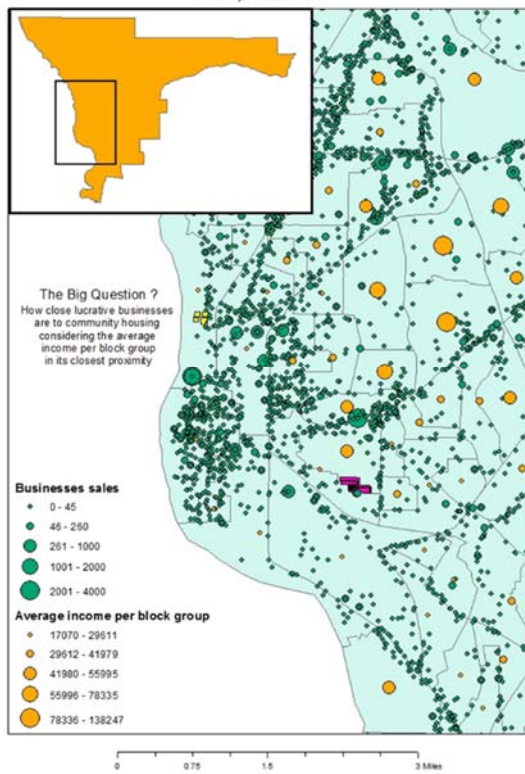 The Big Question ?
How close lucrative businesses
are to community housing
considering the average
income per block group
in its closest proximity
Businesses sales
0 - 45
46 - 260
261 - 1000
1001 - 2000
2001 - 4000
Average income per block group
17070 - 29611
29612 - 41979
41980 - 55995
55996 - 78335
78336 - 138247
0 0.75 1.5 3 Miles